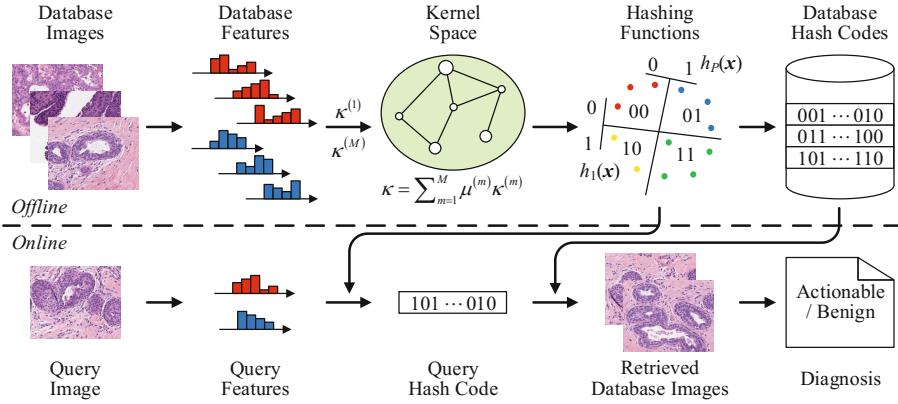 Database Images
Database Features
Kernel Space
Hashing Functions
Database Hash Codes
κ^(1)
κ^(M)
κ = ∑_{m=1}^{M} μ^(m) κ^(m)
0 1 h_P(x)
0 00 01
1 10 11
h_1(x)
001 ⋯ 010
011 ⋯ 100
101 ⋯ 110
Offline
Online
101 ⋯ 010
Actionable
/ Benign
Query Image
Query Features
Query Hash Code
Retrieved Database Images
Diagnosis